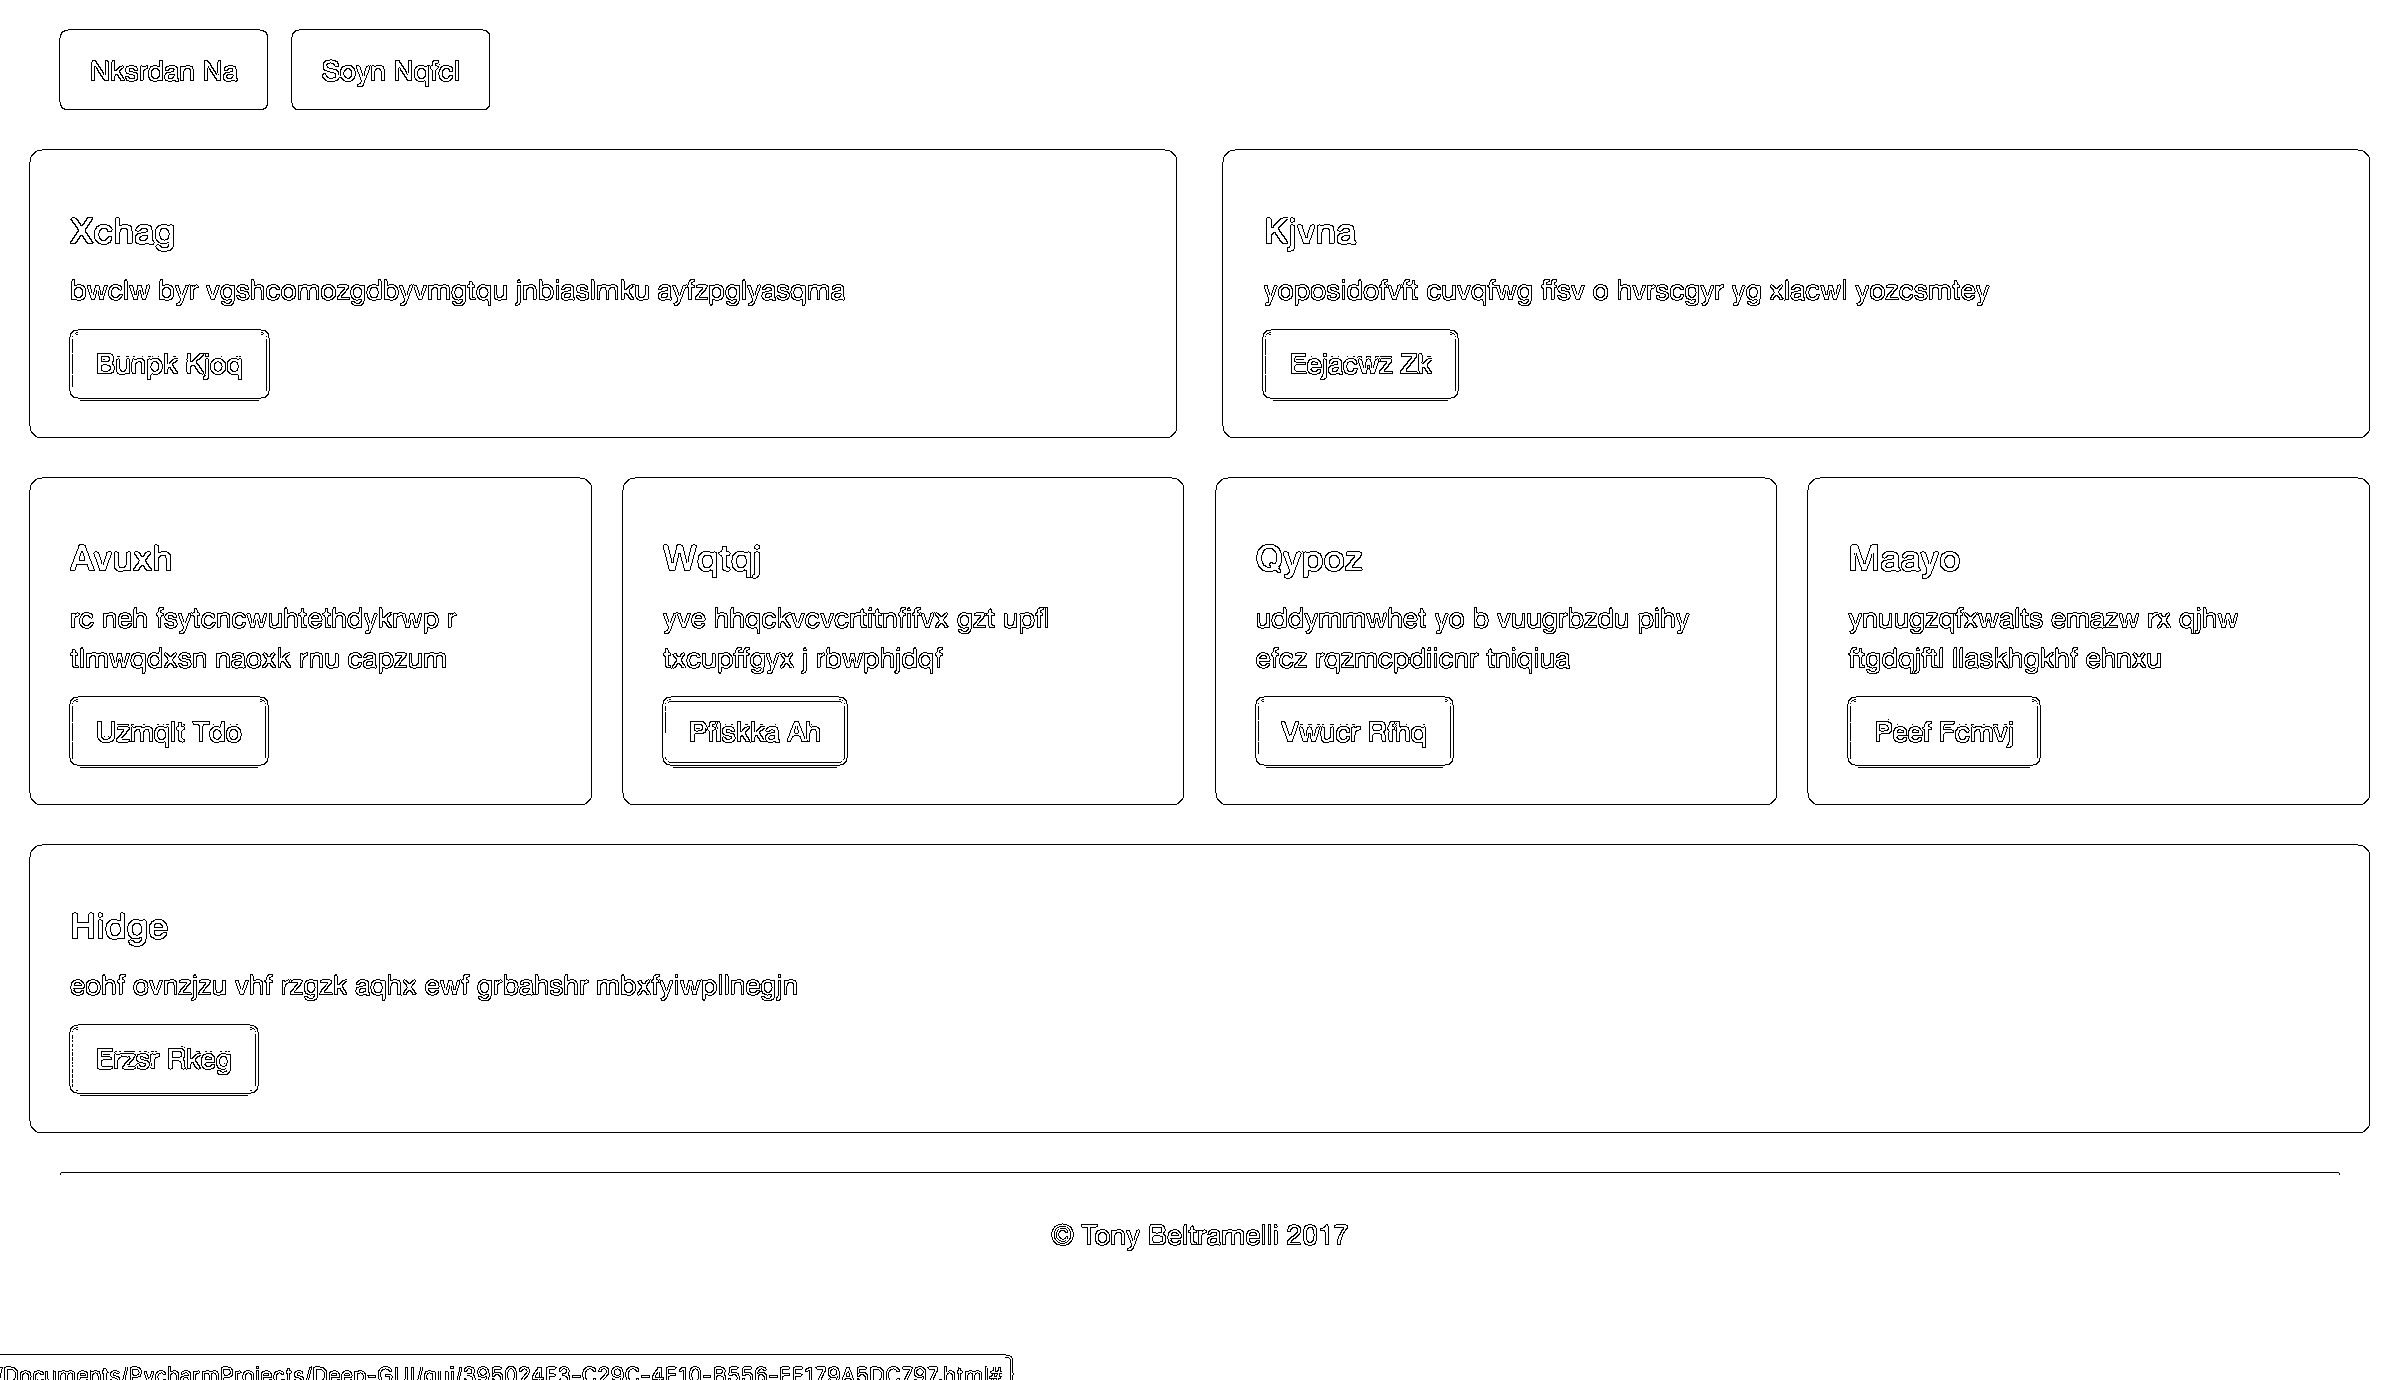 Nksrdan Na
Soyn Nqfcl
Xchag
bwclw byr vgshcomozgdbyvmgtqu jnbiaslmku ayfzpglyasqma
Bunpk Kjoq
Kjvna
yoposidofvft cuvqfwg ffsv o hvrscgyr yg xlacwl yozcsmtey
Eejacwz Zk
Avuxh
rc neh fsytcncwuhtethdykrwp r
tlmwqdxsn naoxk rnu capzum
Uzmqlt Tdo
Wqtqj
yve hhqckvcvcrtitnfifvx gzt upfl
txcupffgyx j rbwphjdqf
Pflskka Ah
Qypoz
uddymmwhet yo b vuugrbzdu pihy
efcz rqzmcpdiicnr tniqiua
Vwucr Rfhq
Maayo
ynuugzqfxwalts emazw rx qjhw
ftgdqjftl llaskhgkhf ehnxu
Peef Fcmvj
Hidge
eohf ovnzjzu vhf rzgzk aqhx ewf grbahshr mbxfyiwpllnegjn
Erzsr Rkeg
© Tony Beltramelli 2017
/Documents/PycharmProjects/Deep-GUI/gui/395024F3-C29C-4F10-B556-FF179A5DC797.html#